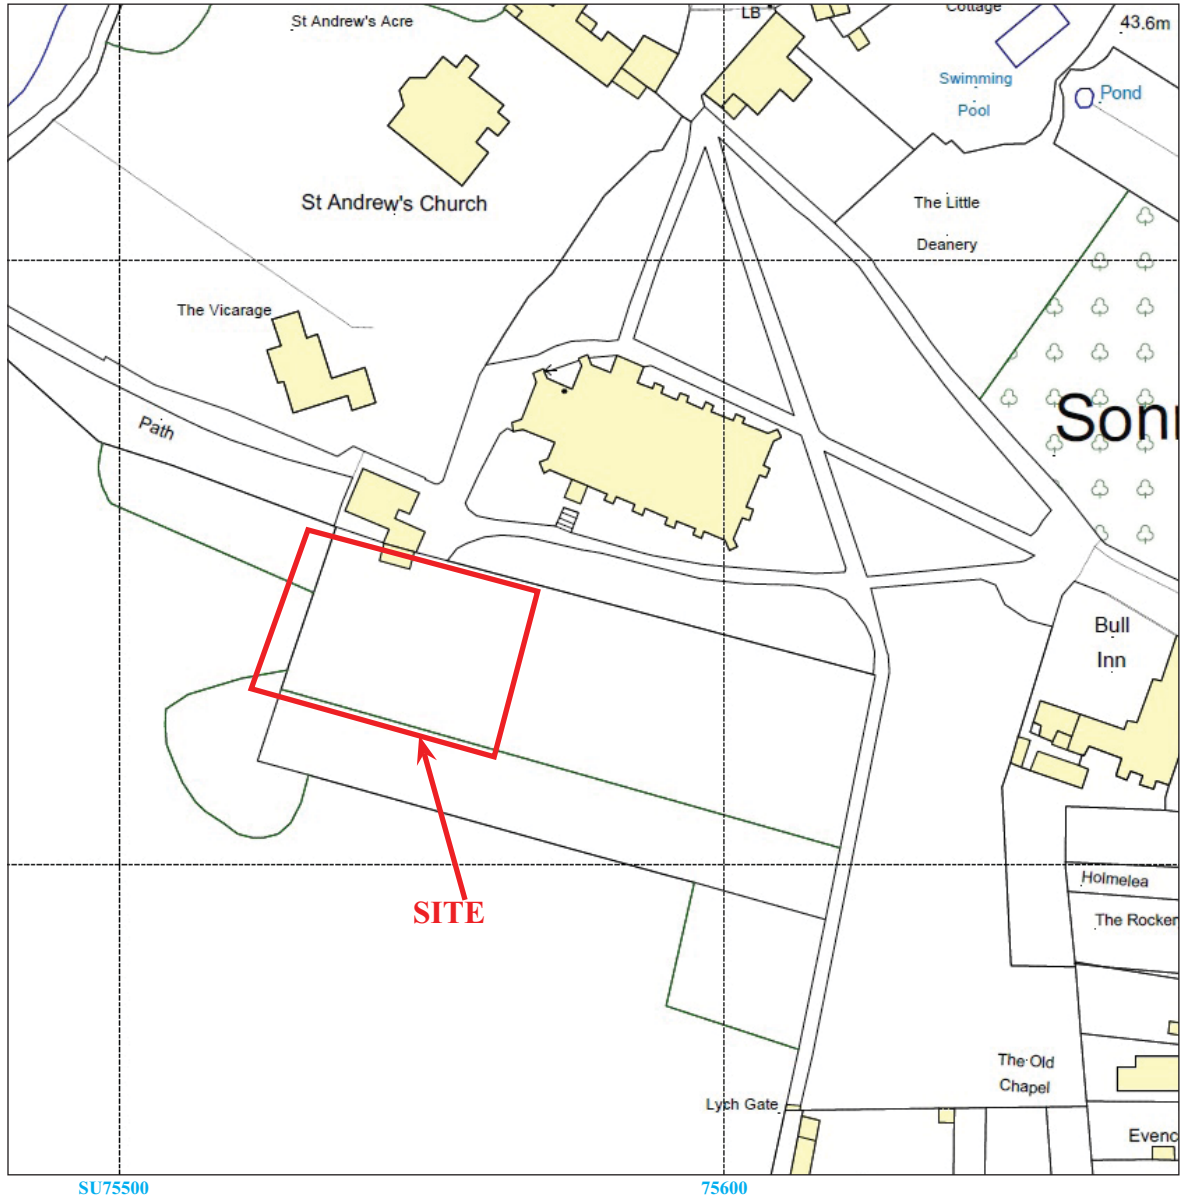 St Andrew's Acre
LB
Cottage
43.6m
Swimming
Pool
Pond
St Andrew's Church
The Little
Deanery
The Vicarage
Path
Bull
Inn
SITE
Holmelea
The Rocker
The Old
Chapel
Lych Gate
Evenc
SU75500
75600